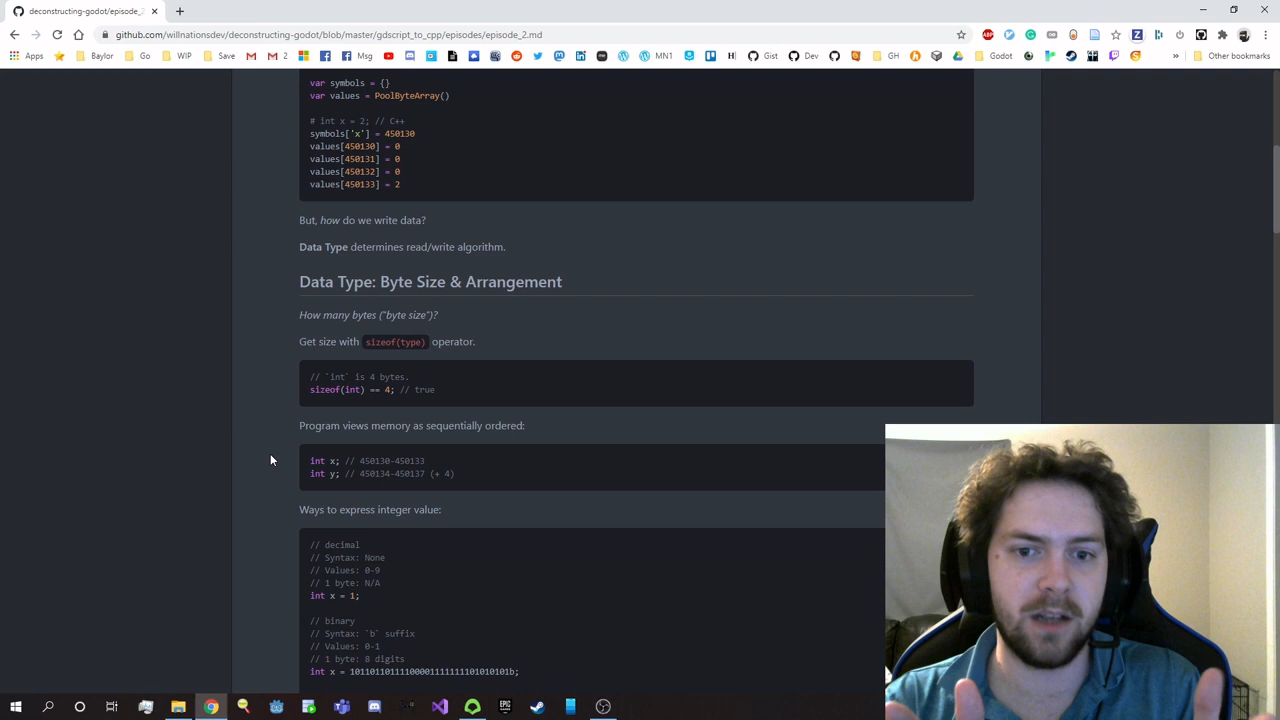 deconstructing-godot/episode_2
github.com/willnationsdev/deconstructing-godot/blob/master/gdscript_to_cpp/episodes/episode_2.md
Apps
Baylor
Go
WIP
Save
M
M 2
Msg
MN1
Gist
Dev
GH
Godot
»
Other bookmarks
var symbols = {}
var values = PoolByteArray()
# int x = 2; // C++
symbols['x'] = 450130
values[450130] = 0
values[450131] = 0
values[450132] = 0
values[450133] = 2
But, how do we write data?
Data Type determines read/write algorithm.
Data Type: Byte Size & Arrangement
How many bytes ("byte size")?
Get size with sizeof(type) operator.
// `int` is 4 bytes.
sizeof(int) == 4; // true
Program views memory as sequentially ordered:
int x; // 450130-450133
int y; // 450134-450137 (+ 4)
Ways to express integer value:
// decimal
// Syntax: None
// Values: 0-9
// 1 byte: N/A
int x = 1;
// binary
// Syntax: `b` suffix
// Values: 0-1
// 1 byte: 8 digits